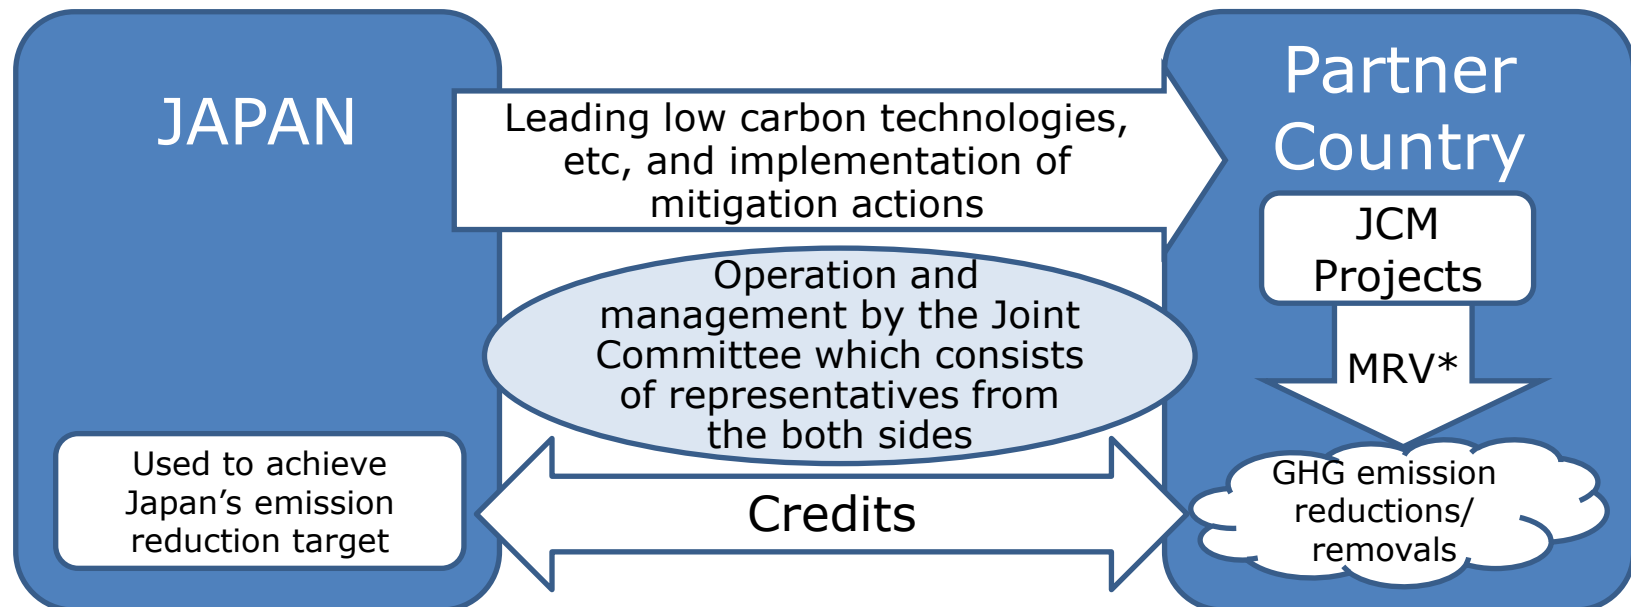 JAPAN
Leading low carbon technologies,
etc, and implementation of
mitigation actions
Partner
Country
JCM
Projects
Operation and
management by the Joint
Committee which consists
of representatives from
the both sides
MRV*
Used to achieve
Japan’s emission
reduction target
Credits
GHG emission
reductions/
removals